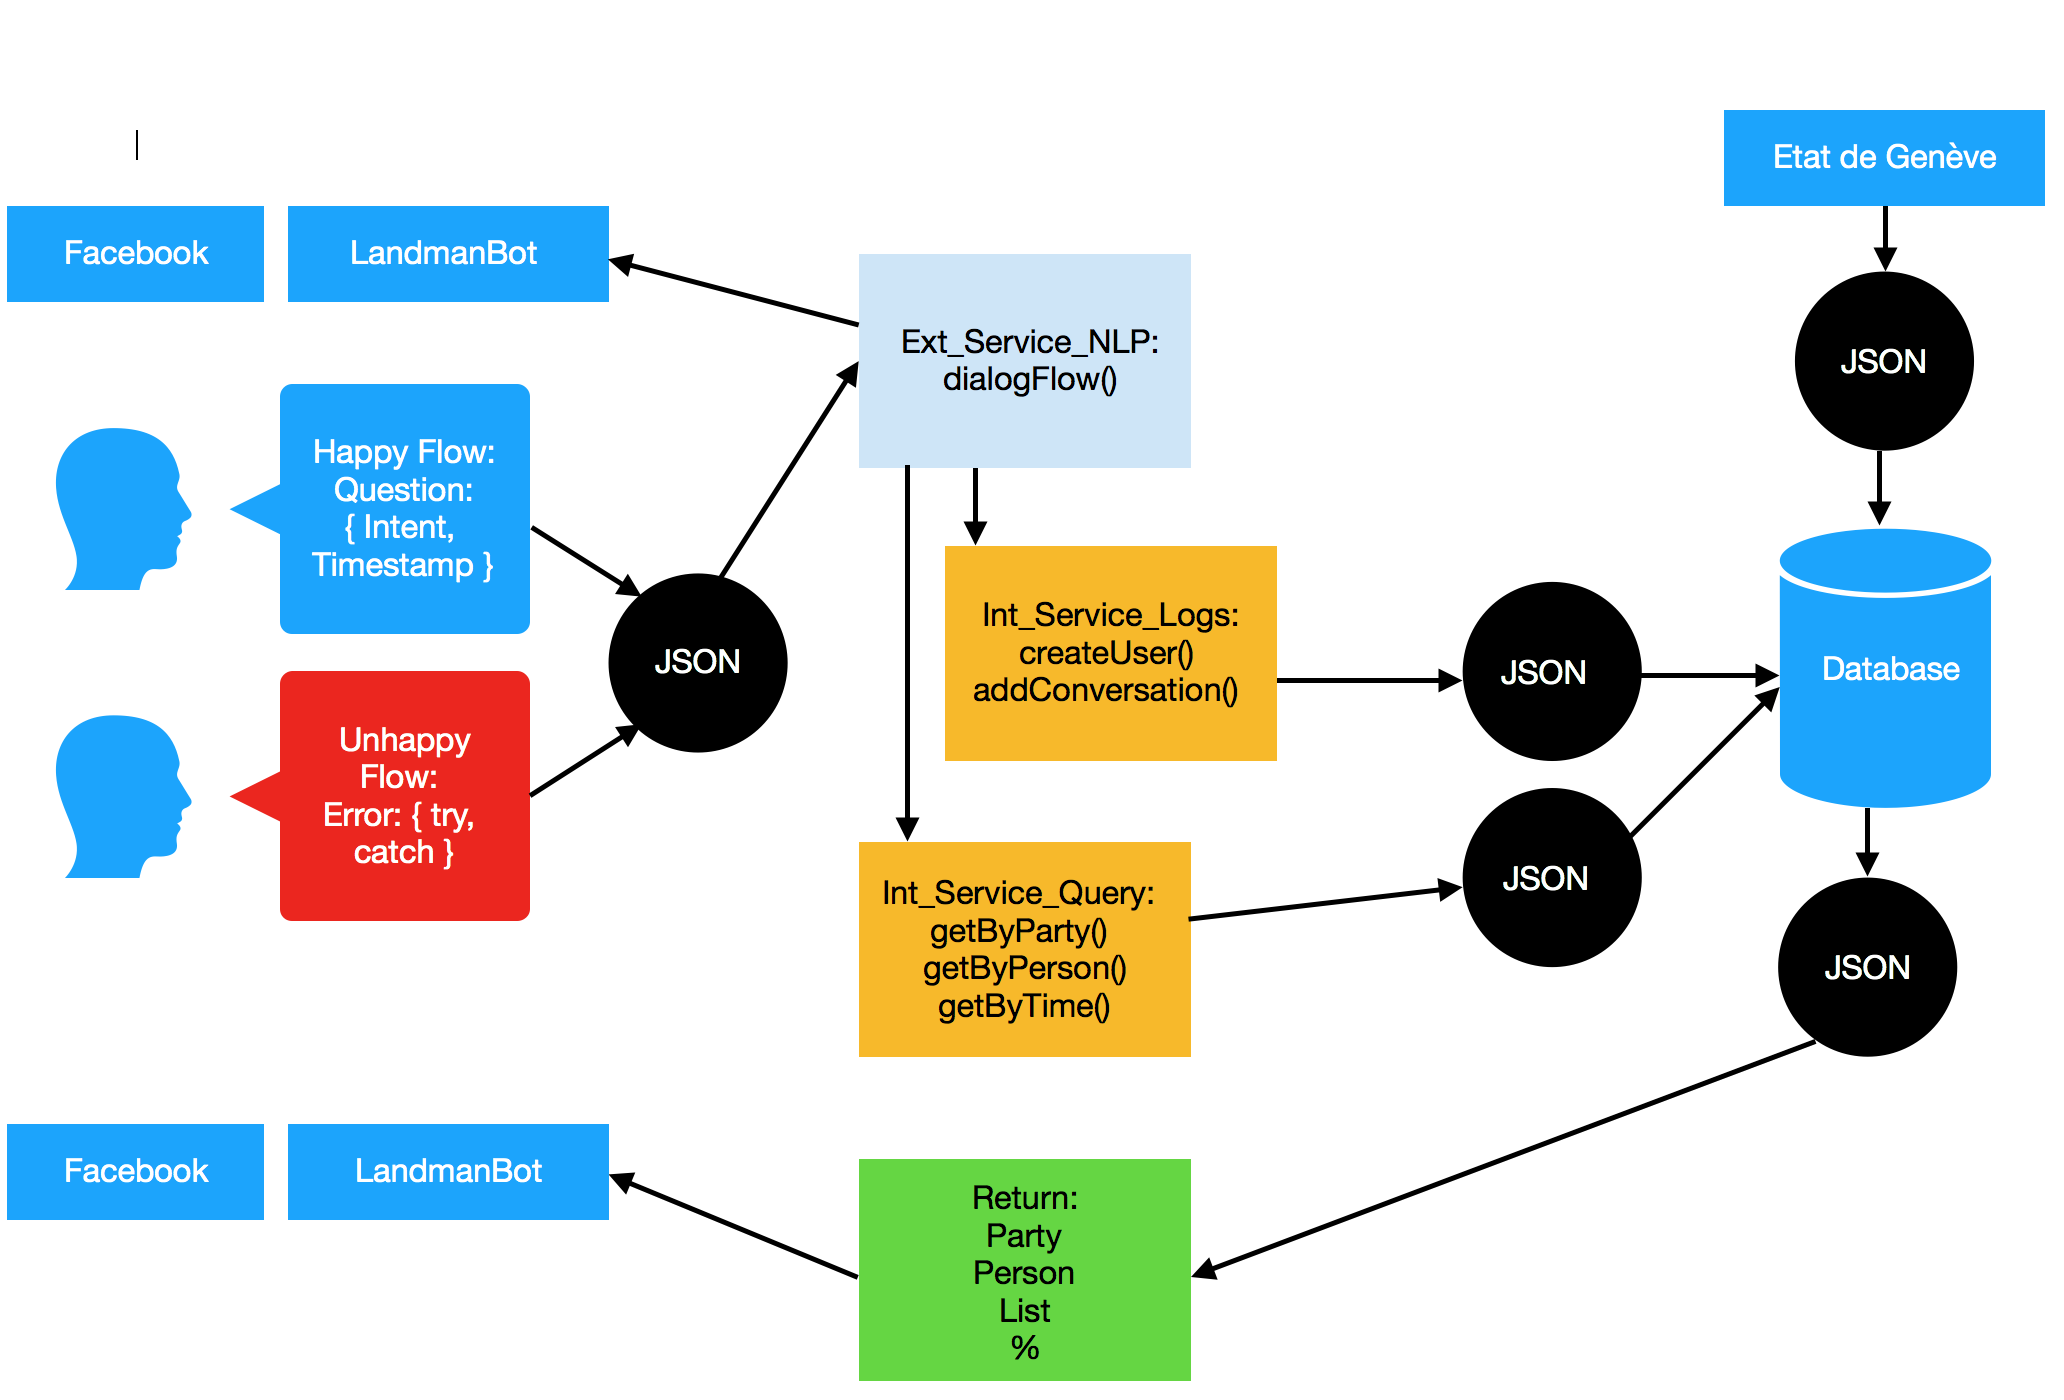 Etat de Genève
Facebook
LandmanBot
Ext_Service_NLP:
dialogFlow()
JSON
Happy Flow:
Question:
{ Intent,
Timestamp }
JSON
Unhappy
Flow:
Error: { try,
catch }
Int_Service_Logs:
createUser()
addConversation()
JSON
Database
Int_Service_Query:
getByParty()
getByPerson()
getByTime()
JSON
JSON
Facebook
LandmanBot
Return:
Party
Person
List
%